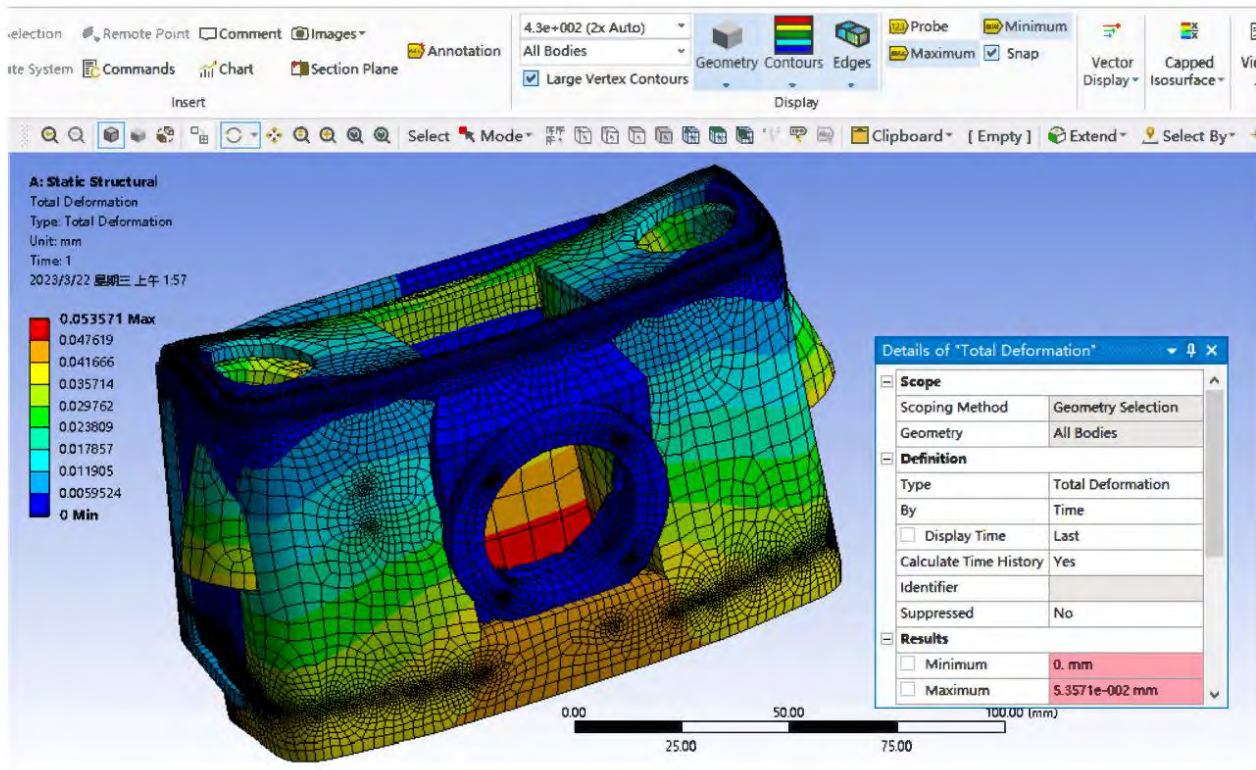 election Remote Point Comment Images
ate System Commands Chart Section Plane
Annotation
Insert
4.3e+002 (2x Auto)
All Bodies
Large Vertex Contours
Geometry Contours Edges
Probe Minimum
Maximum Snap
Display
Vector Display
Capped Isosurface
Select Mode Clipboard [ Empty ] Extend Select By
A: Static Structural
Total Deformation
Type: Total Deformation
Unit: mm
Time: 1
2023/3/22 星期三 上午 1:57
0.053571 Max
0.047619
0.041666
0.035714
0.029762
0.023809
0.017857
0.011905
0.0059524
0 Min
Details of "Total Deformation"
Scope
Scoping Method Geometry Selection
Geometry All Bodies
Definition
Type Total Deformation
By Time
Display Time Last
Calculate Time History Yes
Identifier
Suppressed No
Results
Minimum 0. mm
Maximum 5.3571e-002 mm
0.00 50.00 100.00 (mm)
25.00 75.00